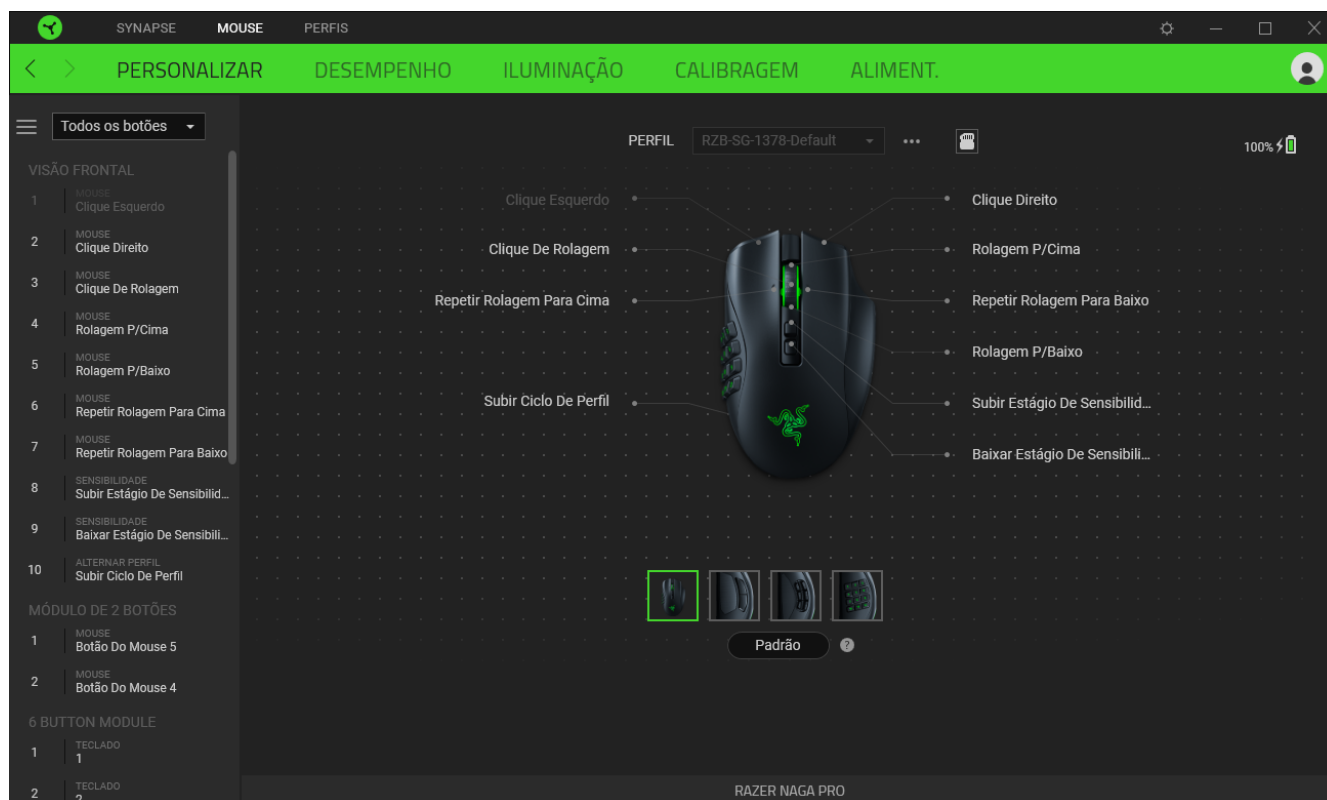 SYNAPSE MOUSE PERFIS
PERSONALIZAR DESEMPENHO ILUMINAÇÃO CALIBRAGEM ALIMENT.
Todos os botões
PERFIL RZB-SG-1378-Default
100%
VISÃO FRONTAL
1 MOUSE
Clique Esquerdo
2 MOUSE
Clique Direito
3 MOUSE
Clique De Rolagem
4 MOUSE
Rolagem P/Cima
5 MOUSE
Rolagem P/Baixo
6 MOUSE
Repetir Rolagem Para Cima
7 MOUSE
Repetir Rolagem Para Baixo
8 SENSIBILIDADE
Subir Estágio De Sensibilid...
9 SENSIBILIDADE
Baixar Estágio De Sensibili...
10 ALTERNAR PERFIL
Subir Ciclo De Perfil
MÓDULO DE 2 BOTÕES
1 MOUSE
Botão Do Mouse 5
2 MOUSE
Botão Do Mouse 4
6 BUTTON MODULE
1 TECLADO
1
2 TECLADO
2
Clique Esquerdo
Clique De Rolagem
Repetir Rolagem Para Cima
Subir Ciclo De Perfil
Clique Direito
Rolagem P/Cima
Repetir Rolagem Para Baixo
Rolagem P/Baixo
Subir Estágio De Sensibilid...
Baixar Estágio De Sensibili...
Padrão ?
RAZER NAGA PRO